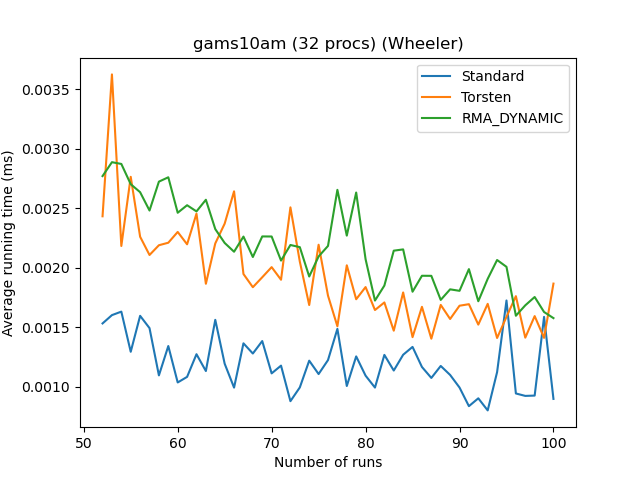 gams10am (32 procs) (Wheeler)
Standard
Torsten
RMA_DYNAMIC
Average running time (ms)
0.0035
0.0030
0.0025
0.0020
0.0015
0.0010
50 60 70 80 90 100
Number of runs